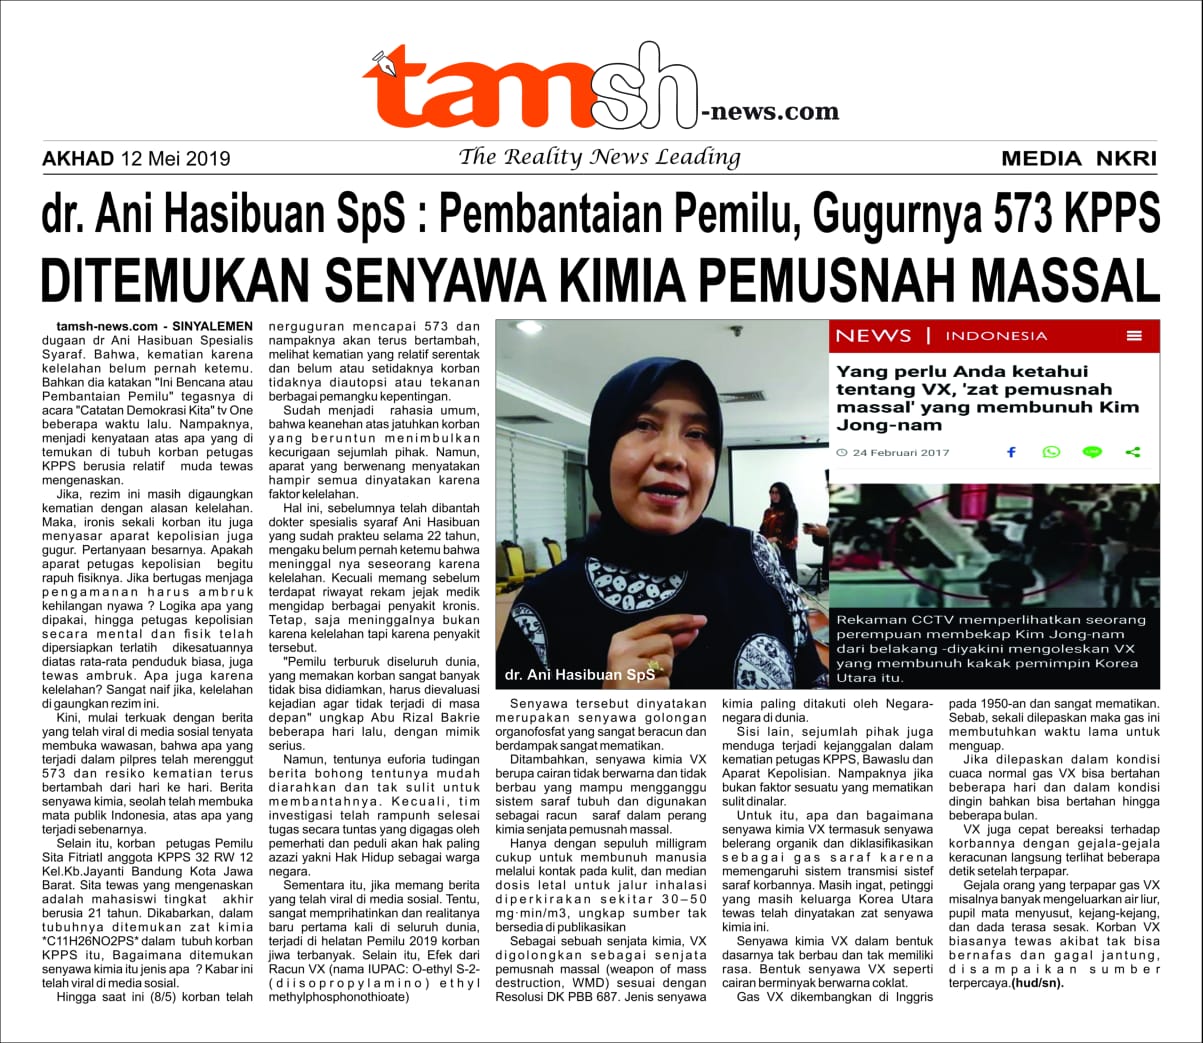 tamsh-news.com
AKHAD 12 Mei 2019
The Reality News Leading
MEDIA NKRI
dr. Ani Hasibuan SpS : Pembantaian Pemilu, Gugurnya 573 KPPS
DITEMUKAN SENYAWA KIMIA PEMUSNAH MASSAL
tamsh-news.com - SINYALEMEN
dugaan dr Ani Hasibuan Spesialis
Syaraf. Bahwa, kematian karena
kelelahan belum pernah ketemu.
Bahkan dia katakan "Ini Bencana atau
Pembantaian Pemilu" tegasnya di
acara "Catatan Demokrasi Kita" tv One
beberapa waktu lalu. Nampaknya,
menjadi kenyataan atas apa yang di
temukan di tubuh korban petugas
KPPS berusia relatif muda tewas
mengenaskan.
Jika, rezim ini masih digaungkan
kematian dengan alasan kelelahan.
Maka, ironis sekali korban itu juga
menyasar aparat kepolisian juga
gugur. Pertanyaan besarnya. Apakah
aparat petugas kepolisian begitu
rapuh fisiknya. Jika bertugas menjaga
pengamanan harus ambruk
kehilangan nyawa ? Logika apa yang
dipakai, hingga petugas kepolisian
secara mental dan fisik telah
dipersiapkan terlatih dikesatuannya
diatas rata-rata penduduk biasa, juga
tewas ambruk. Apa juga karena
kelelahan? Sangat naif jika, kelelahan
di gaungkan rezim ini.
Kini, mulai terkuak dengan berita
yang telah viral di media sosial tenyata
membuka wawasan, bahwa apa yang
terjadi dalam pilpres telah merenggut
573 dan resiko kematian terus
bertambah dari hari ke hari. Berita
senyawa kimia, seolah telah membuka
mata publik Indonesia, atas apa yang
terjadi sebenarnya.
Selain itu, korban petugas Pemilu
Sita Fitriatl anggota KPPS 32 RW 12
Kel.Kb.Jayanti Bandung Kota Jawa
Barat. Sita tewas yang mengenaskan
adalah mahasiswi tingkat akhir
berusia 21 tahun. Dikabarkan, dalam
tubuhnya ditemukan zat kimia
*C11H26NO2PS* dalam tubuh korban
KPPS itu, Bagaimana ditemukan
senyawa kimia itu jenis apa ? Kabar ini
telah viral di media sosial.
Hingga saat ini (8/5) korban telah
nerguguran mencapai 573 dan
nampaknya akan terus bertambah,
melihat kematian yang relatif serentak
dan belum atau setidaknya korban
tidaknya diautopsi atau tekanan
berbagai pemangku kepentingan.
Sudah menjadi rahasia umum,
bahwa keanehan atas jatuhkan korban
yang beruntun menimbulkan
kecurigaan sejumlah pihak. Namun,
aparat yang berwenang menyatakan
hampir semua dinyatakan karena
faktor kelelahan.
Hal ini, sebelumnya telah dibantah
dokter spesialis syaraf Ani Hasibuan
yang sudah prakteu selama 22 tahun,
mengaku belum pernah ketemu bahwa
meninggal nya seseorang karena
kelelahan. Kecuali memang sebelum
terdapat riwayat rekam jejak medik
mengidap berbagai penyakit kronis.
Tetap, saja meninggalnya bukan
karena kelelahan tapi karena penyakit
tersebut.
"Pemilu terburuk diseluruh dunia,
yang memakan korban sangat banyak
tidak bisa didiamkan, harus dievaluasi
kejadian agar tidak terjadi di masa
depan" ungkap Abu Rizal Bakrie
beberapa hari lalu, dengan mimik
serius.
Namun, tentunya euforia tudingan
berita bohong tentunya mudah
diarahkan dan tak sulit untuk
membantahnya. Kecuali, tim
investigasi telah rampunh selesai
tugas secara tuntas yang digagas oleh
pemerhati dan peduli akan hak paling
azazi yakni Hak Hidup sebagai warga
negara.
Sementara itu, jika memang berita
yang telah viral di media sosial. Tentu,
sangat memprihatinkan dan realitanya
baru pertama kali di seluruh dunia,
terjadi di helatan Pemilu 2019 korban
jiwa terbanyak. Selain itu, Efek dari
Racun VX (nama IUPAC: O-ethyl S-2-
(diisopropylamino) ethyl
methylphosphonothioate)
dr. Ani Hasibuan SpS
NEWS | INDONESIA
Yang perlu Anda ketahui
tentang VX, 'zat pemusnah
massal' yang membunuh Kim
Jong-nam
24 Februari 2017
Rekaman CCTV memperlihatkan seorang
perempuan membekap Kim Jong-nam
dari belakang -diyakini mengoleskan VX
yang membunuh kakak pemimpin Korea
Utara itu.
Senyawa tersebut dinyatakan
merupakan senyawa golongan
organofosfat yang sangat beracun dan
berdampak sangat mematikan.
Ditambahkan, senyawa kimia VX
berupa cairan tidak berwarna dan tidak
berbau yang mampu mengganggu
sistem saraf tubuh dan digunakan
sebagai racun saraf dalam perang
kimia senjata pemusnah massal.
Hanya dengan sepuluh milligram
cukup untuk membunuh manusia
melalui kontak pada kulit, dan median
dosis letal untuk jalur inhalasi
diperkirakan sekitar 30–50
mg·min/m3, ungkap sumber tak
bersedia di publikasikan
Sebagai sebuah senjata kimia, VX
digolongkan sebagai senjata
pemusnah massal (weapon of mass
destruction, WMD) sesuai dengan
Resolusi DK PBB 687. Jenis senyawa
kimia paling ditakuti oleh Negara-
negara di dunia.
Sisi lain, sejumlah pihak juga
menduga terjadi kejanggalan dalam
kematian petugas KPPS, Bawaslu dan
Aparat Kepolisian. Nampaknya jika
bukan faktor sesuatu yang mematikan
sulit dinalar.
Untuk itu, apa dan bagaimana
senyawa kimia VX termasuk senyawa
belerang organik dan diklasifikasikan
sebagai gas saraf karena
memengaruhi sistem transmisi sistef
saraf korbannya. Masih ingat, petinggi
yang masih keluarga Korea Utara
tewas telah dinyatakan zat senyawa
kimia ini.
Senyawa kimia VX dalam bentuk
dasarnya tak berbau dan tak memiliki
rasa. Bentuk senyawa VX seperti
cairan berminyak berwarna coklat.
Gas VX dikembangkan di Inggris
pada 1950-an dan sangat mematikan.
Sebab, sekali dilepaskan maka gas ini
membutuhkan waktu lama untuk
menguap.
Jika dilepaskan dalam kondisi
cuaca normal gas VX bisa bertahan
beberapa hari dan dalam kondisi
dingin bahkan bisa bertahan hingga
beberapa bulan.
VX juga cepat bereaksi terhadap
korbannya dengan gejala-gejala
keracunan langsung terlihat beberapa
detik setelah terpapar.
Gejala orang yang terpapar gas VX
misalnya banyak mengeluarkan air liur,
pupil mata menyusut, kejang-kejang,
dan dada terasa sesak. Korban VX
biasanya tewas akibat tak bisa
bernafas dan gagal jantung,
disampaikan sumber
terpercaya.(hud/sn).